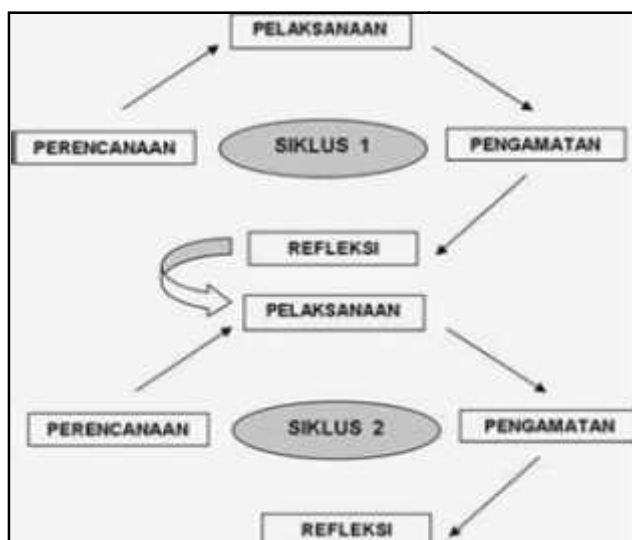 PELAKSANAAN
PERENCANAAN
SIKLUS 1
PENGAMATAN
REFLEKSI
PELAKSANAAN
PERENCANAAN
SIKLUS 2
PENGAMATAN
REFLEKSI